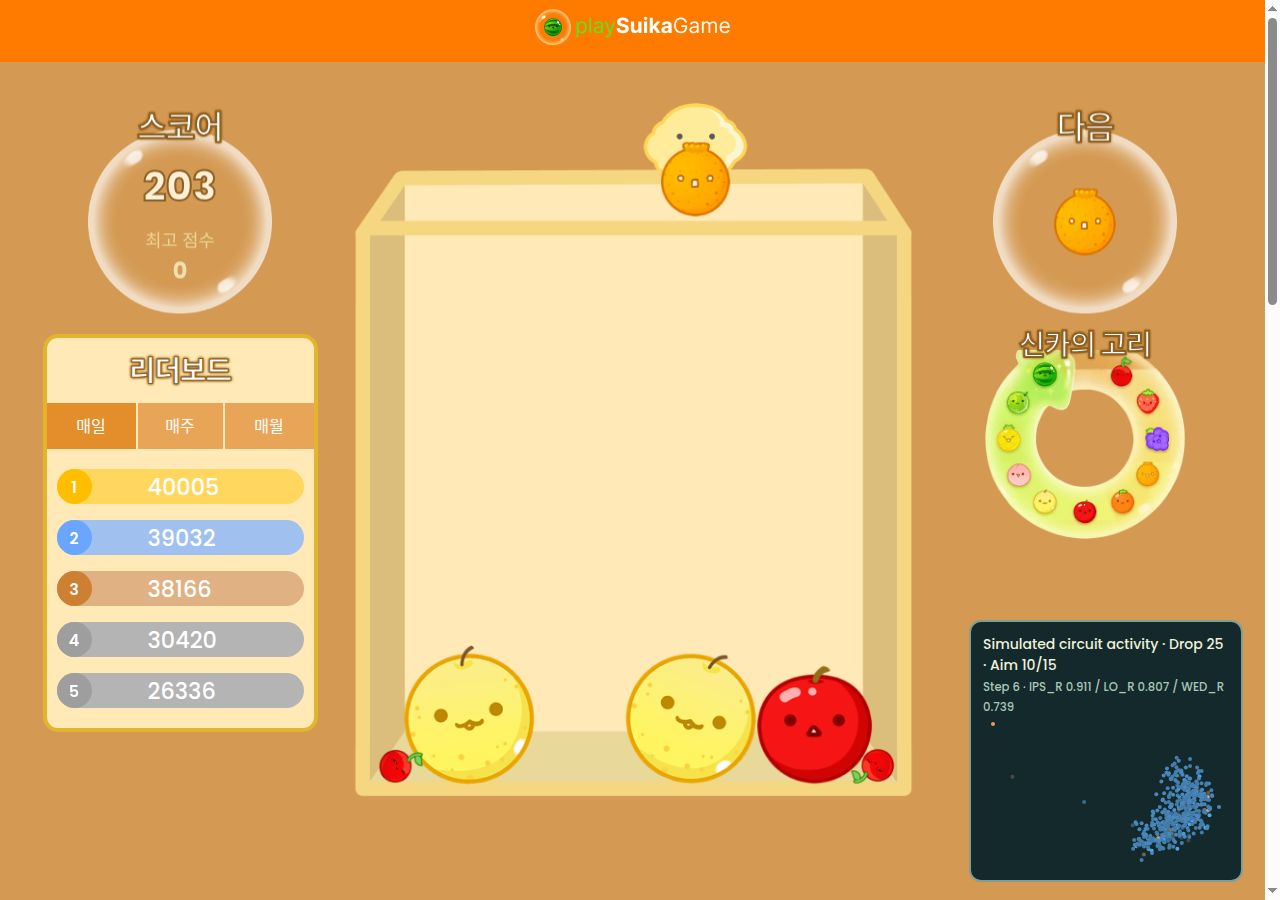 playSuikaGame
스코어
203
최고 점수
0
리더보드
매일 매주 매월
1 40005
2 39032
3 38166
4 30420
5 26336
다음
신카의 고리
Simulated circuit activity · Drop 25
· Aim 10/15
Step 6 · IPS_R 0.911 / LO_R 0.807 / WED_R
0.739